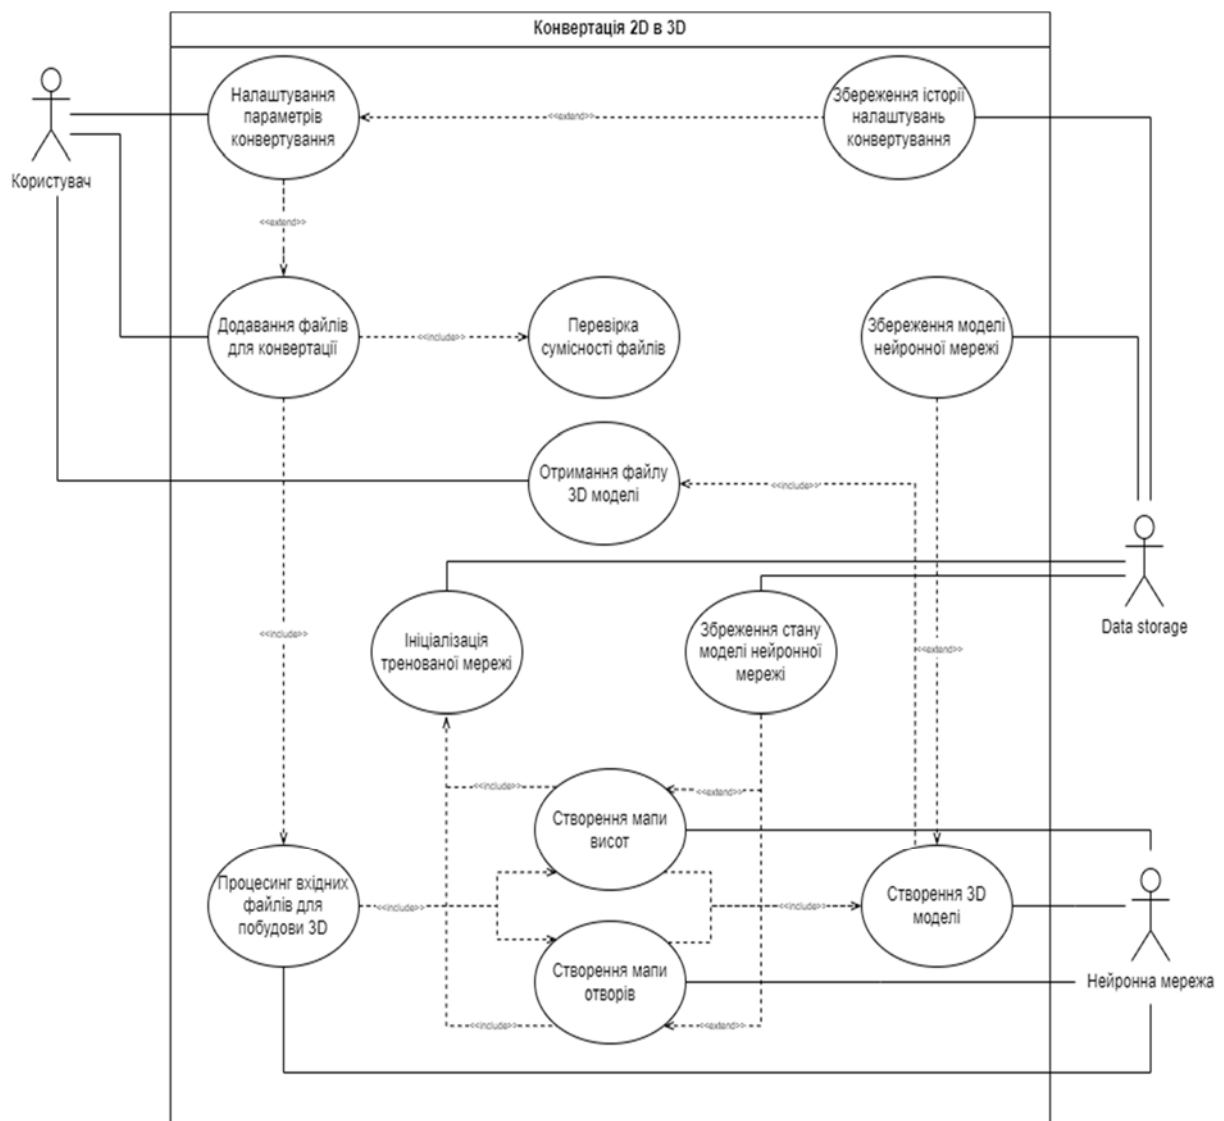 Конвертація 2D в 3D
Налаштування
параметрів
конвертування
<<extend>>
Збереження історії
налаштувань
конвертування
Користувач
<<extend>>
Додавання файлів
для конвертації
<<include>>
Перевірка
сумісності файлів
Збереження моделі
нейронної мережі
Отримання файлу
3D моделі
<<include>>
Data storage
<<include>>
Ініціалізація
тренованої мережі
Збреження стану
моделі нейронної
мережі
<<extend>>
<<include>>
<<extend>>
Створення мапи
висот
Процесинг вхідних
файлів для
побудови 3D
<<include>>
<<include>>
Створення 3D
моделі
Створення мапи
отворів
Нейронна мережа
<<include>>
<<extend>>